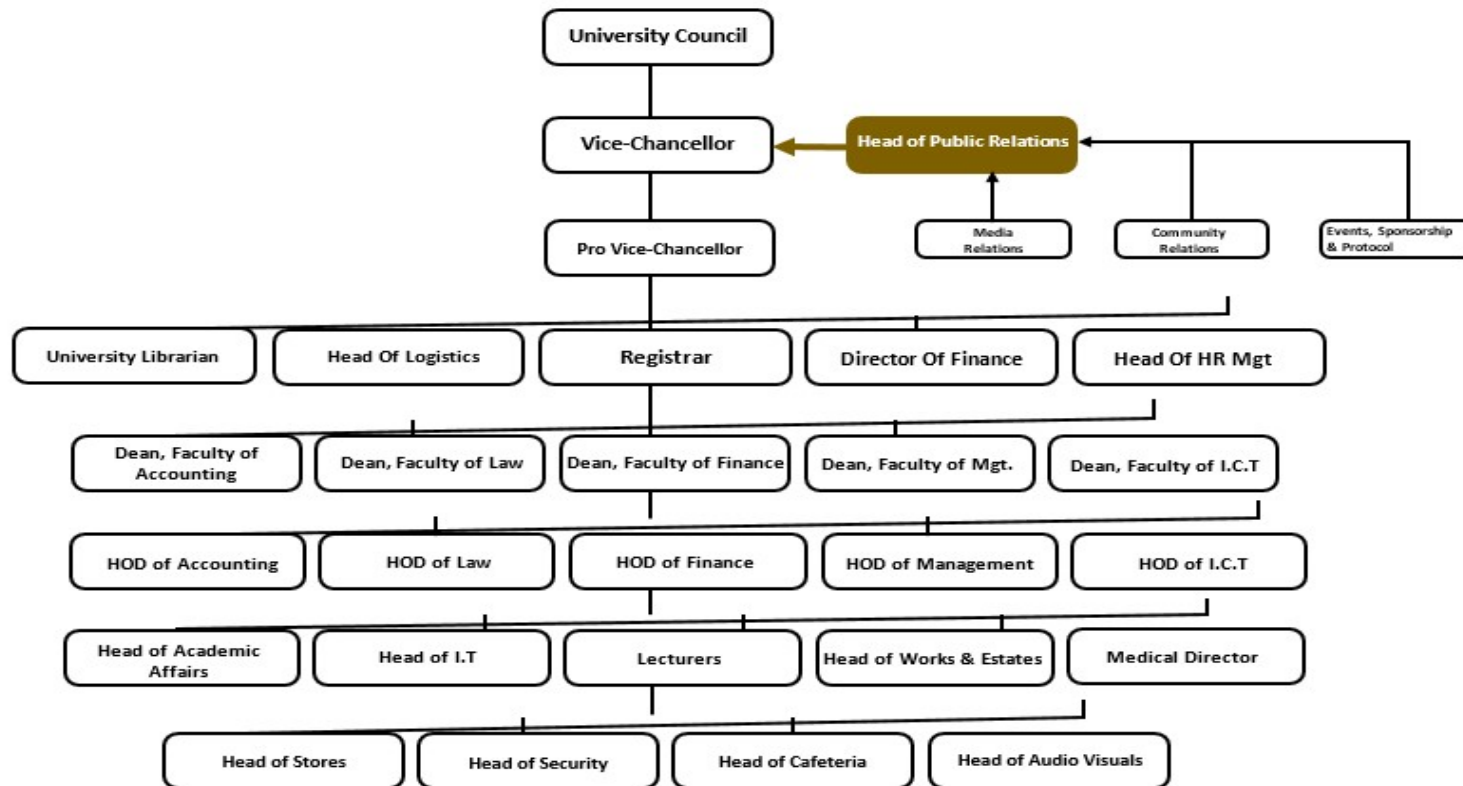 University Council
Vice-Chancellor
Head of Public Relations
Pro Vice-Chancellor
Media
Relations
Community
Relations
Events, Sponsorship
& Protocol
University Librarian
Head Of Logistics
Registrar
Director Of Finance
Head Of HR Mgt
Dean, Faculty of
Accounting
Dean, Faculty of Law
Dean, Faculty of Finance
Dean, Faculty of Mgt.
Dean, Faculty of I.C.T
HOD of Accounting
HOD of Law
HOD of Finance
HOD of Management
HOD of I.C.T
Head of Academic
Affairs
Head of I.T
Lecturers
Head of Works & Estates
Medical Director
Head of Stores
Head of Security
Head of Cafeteria
Head of Audio Visuals